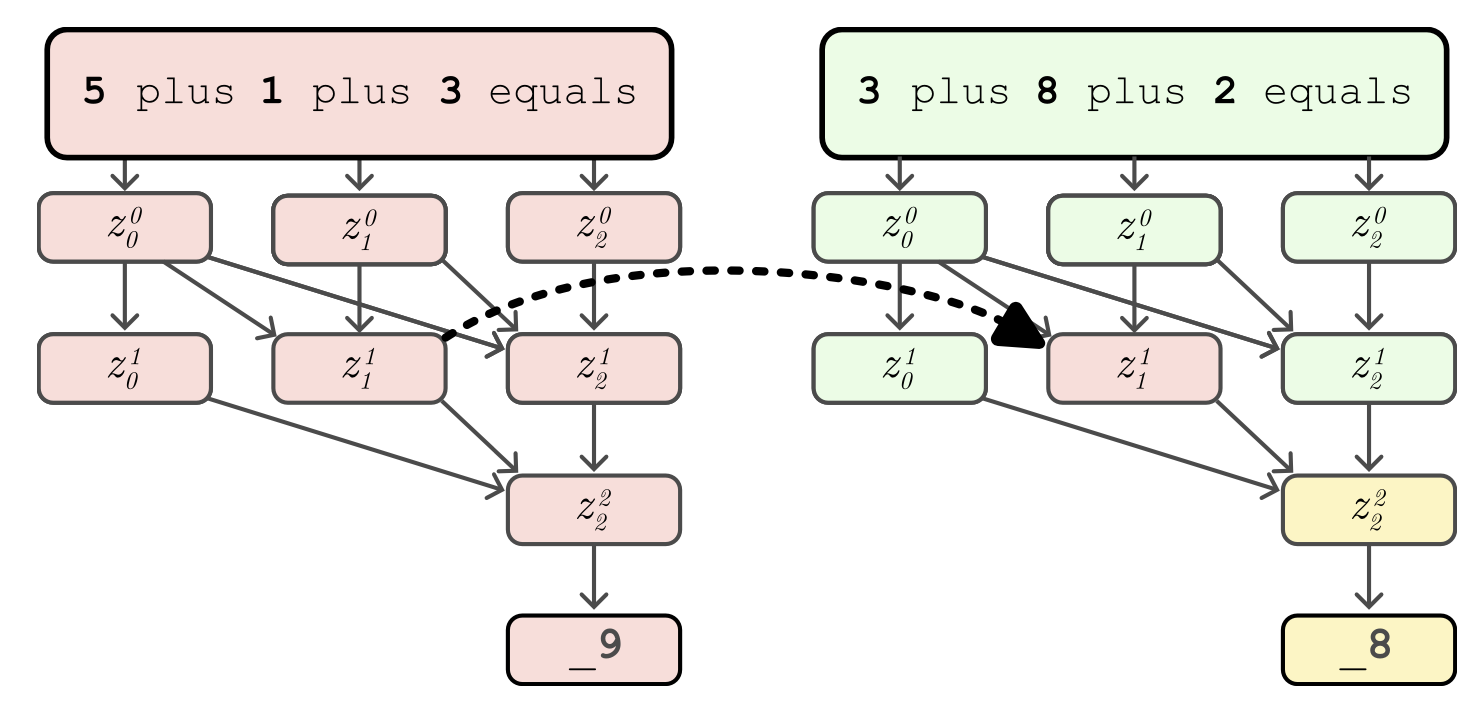 5 plus 1 plus 3 equals
3 plus 8 plus 2 equals
z_0^0 z_1^0 z_2^0
z_0^0 z_1^0 z_2^0
z_0^1 z_1^1 z_2^1
z_0^1 z_1^1 z_2^1
z_2^2
z_2^2
_9
_8